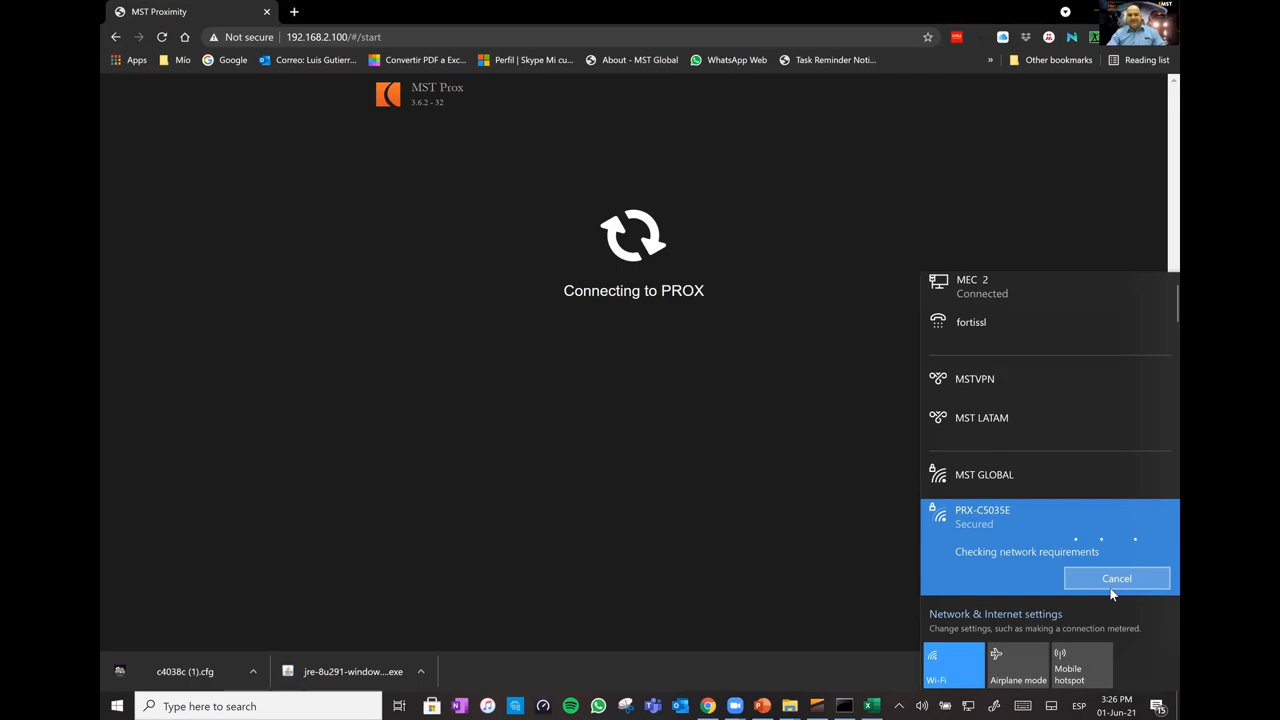 MST Proximity
MST
Not secure
192.168.2.100/#/start
Apps
Mío
Google
Correo: Luis Gutierr...
Convertir PDF a Exc...
Perfil | Skype Mi cu...
About - MST Global
WhatsApp Web
Task Reminder Noti...
»
Other bookmarks
Reading list
MST Prox
3.6.2 - 32
Connecting to PROX
MEC 2
Connected
fortissl
MSTVPN
MST LATAM
MST GLOBAL
PRX-C5035E
Secured
Checking network requirements
Cancel
Network & Internet settings
Change settings, such as making a connection metered.
Wi-Fi
Airplane mode
Mobile
hotspot
c4038c (1).cfg
jre-8u291-window....exe
Type here to search
ESP
3:26 PM
01-Jun-21
15